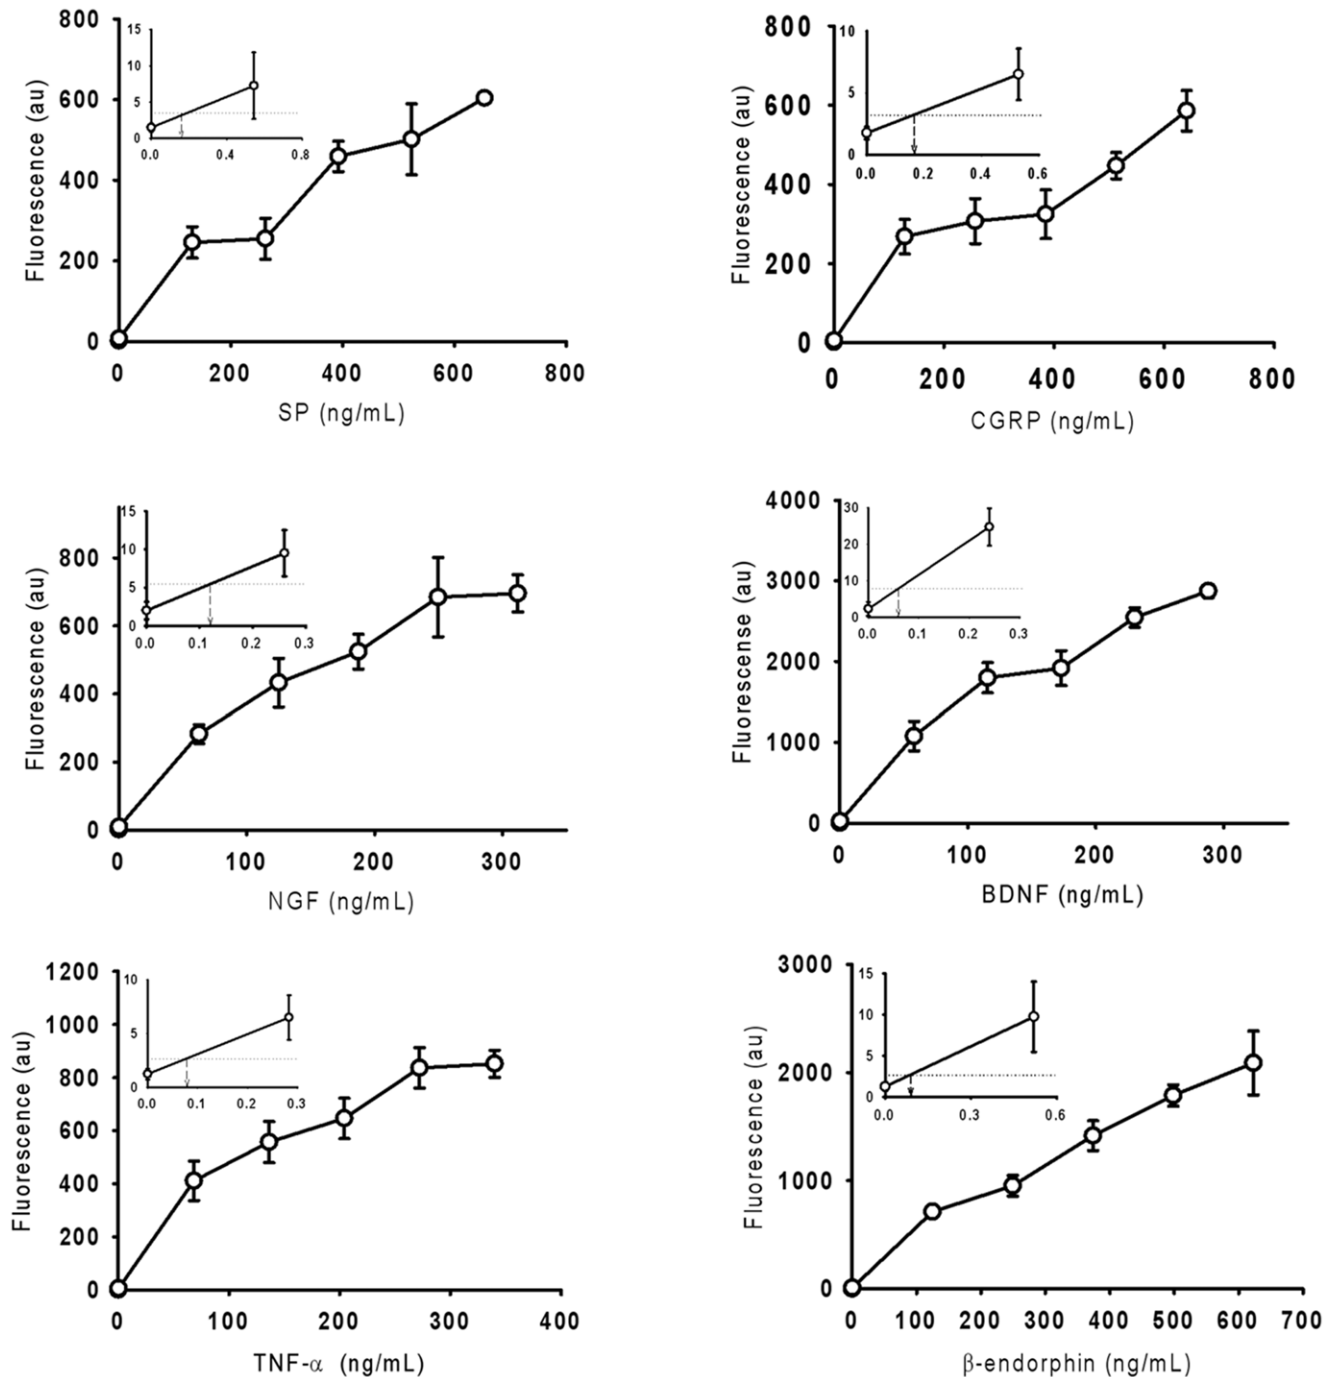 800
600
400
200
0
Fluorescence (au)
15
10
5
0
0.0 0.4 0.8
0 200 400 600 800
SP (ng/mL)
800
600
400
200
0
Fluorescence (au)
10
5
0
0.0 0.2 0.4 0.6
0 200 400 600 800
CGRP (ng/mL)
800
600
400
200
0
Fluorescence (au)
15
10
5
0
0.0 0.1 0.2 0.3
0 100 200 300
NGF (ng/mL)
4000
3000
2000
1000
0
Fluorescense (au)
30
20
10
0
0.0 0.1 0.2 0.3
0 100 200 300
BDNF (ng/mL)
1200
1000
800
600
400
200
0
Fluorescence (au)
10
5
0
0.0 0.1 0.2 0.3
0 100 200 300 400
TNF-α (ng/mL)
3000
2000
1000
0
Fluorescence (au)
15
10
5
0
0.0 0.3 0.6
0 100 200 300 400 500 600 700
β-endorphin (ng/mL)